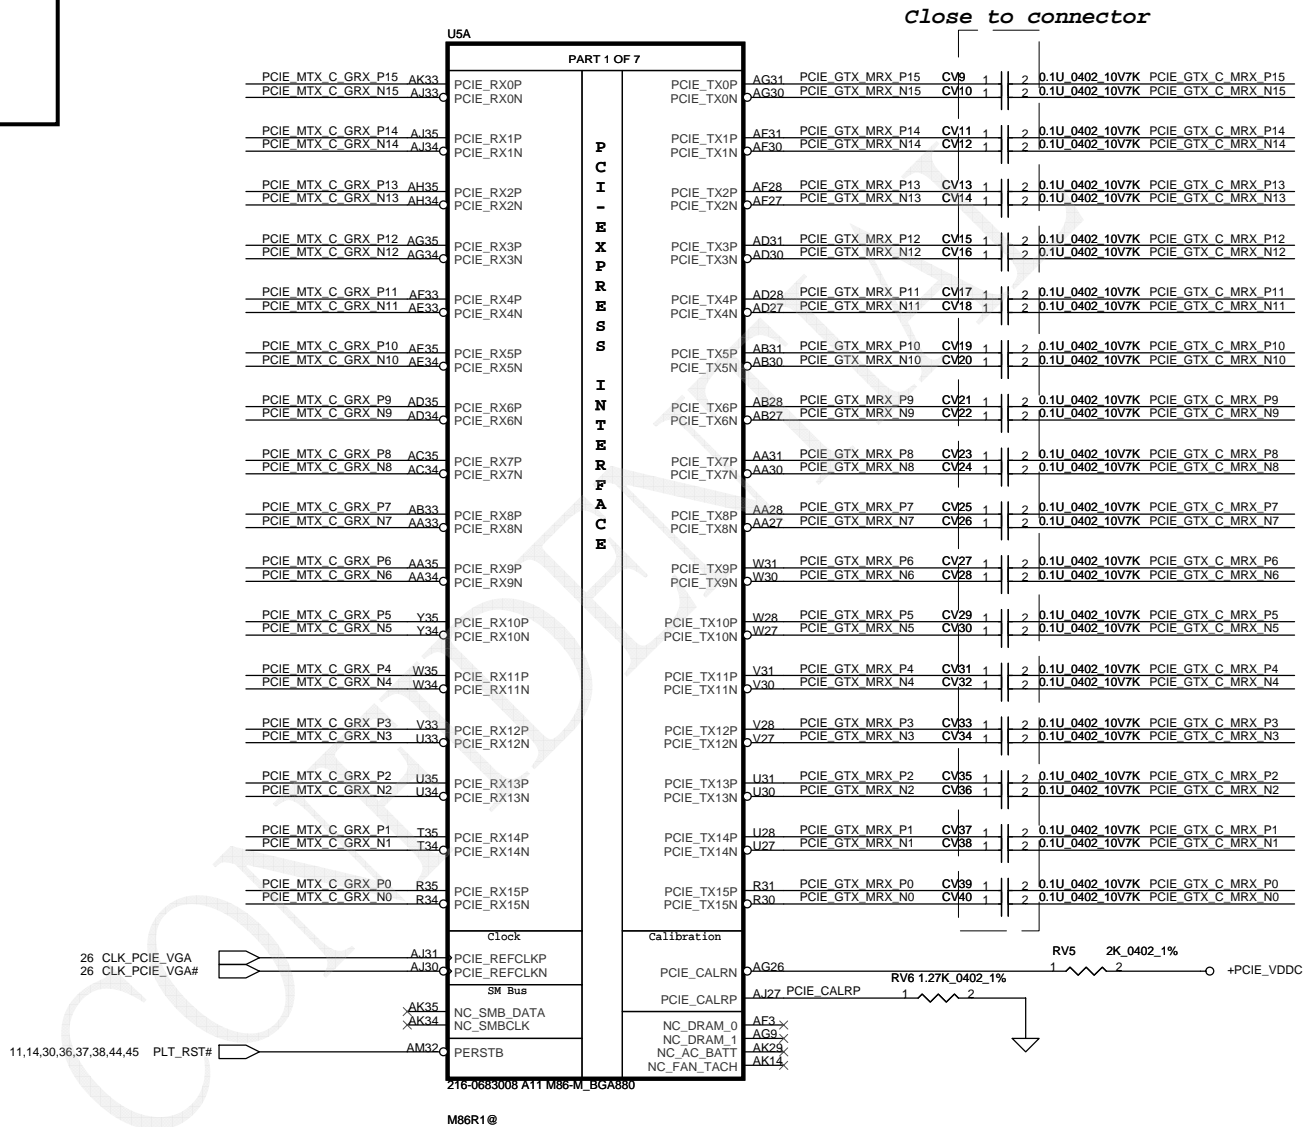 Close to connector
U5A
PART 1 OF 7
PCIE_MTX_C_GRX_P15 AK33 PCIE_RX0P PCIE_TX0P AG31 PCIE_GTX_MRX_P15 CV9 1 2 0.1U_0402_10V7K PCIE_GTX_C_MRX_P15
PCIE_MTX_C_GRX_N15 AJ33 PCIE_RX0N PCIE_TX0N AG30 PCIE_GTX_MRX_N15 CV10 1 2 0.1U_0402_10V7K PCIE_GTX_C_MRX_N15
PCIE_MTX_C_GRX_P14 AJ35 PCIE_RX1P PCIE_TX1P AF31 PCIE_GTX_MRX_P14 CV11 1 2 0.1U_0402_10V7K PCIE_GTX_C_MRX_P14
PCIE_MTX_C_GRX_N14 AJ34 PCIE_RX1N PCIE_TX1N AF30 PCIE_GTX_MRX_N14 CV12 1 2 0.1U_0402_10V7K PCIE_GTX_C_MRX_N14
PCIE_MTX_C_GRX_P13 AH35 PCIE_RX2P PCIE_TX2P AF28 PCIE_GTX_MRX_P13 CV13 1 2 0.1U_0402_10V7K PCIE_GTX_C_MRX_P13
PCIE_MTX_C_GRX_N13 AH34 PCIE_RX2N PCIE_TX2N AF27 PCIE_GTX_MRX_N13 CV14 1 2 0.1U_0402_10V7K PCIE_GTX_C_MRX_N13
PCIE_MTX_C_GRX_P12 AG35 PCIE_RX3P PCIE_TX3P AD31 PCIE_GTX_MRX_P12 CV15 1 2 0.1U_0402_10V7K PCIE_GTX_C_MRX_P12
PCIE_MTX_C_GRX_N12 AG34 PCIE_RX3N PCIE_TX3N AD30 PCIE_GTX_MRX_N12 CV16 1 2 0.1U_0402_10V7K PCIE_GTX_C_MRX_N12
PCIE_MTX_C_GRX_P11 AF33 PCIE_RX4P PCIE_TX4P AD28 PCIE_GTX_MRX_P11 CV17 1 2 0.1U_0402_10V7K PCIE_GTX_C_MRX_P11
PCIE_MTX_C_GRX_N11 AE33 PCIE_RX4N PCIE_TX4N AD27 PCIE_GTX_MRX_N11 CV18 1 2 0.1U_0402_10V7K PCIE_GTX_C_MRX_N11
PCIE_MTX_C_GRX_P10 AE35 PCIE_RX5P PCIE_TX5P AB31 PCIE_GTX_MRX_P10 CV19 1 2 0.1U_0402_10V7K PCIE_GTX_C_MRX_P10
PCIE_MTX_C_GRX_N10 AE34 PCIE_RX5N PCIE_TX5N AB30 PCIE_GTX_MRX_N10 CV20 1 2 0.1U_0402_10V7K PCIE_GTX_C_MRX_N10
PCIE_MTX_C_GRX_P9 AD35 PCIE_RX6P PCIE_TX6P AB28 PCIE_GTX_MRX_P9 CV21 1 2 0.1U_0402_10V7K PCIE_GTX_C_MRX_P9
PCIE_MTX_C_GRX_N9 AD34 PCIE_RX6N PCIE_TX6N AB27 PCIE_GTX_MRX_N9 CV22 1 2 0.1U_0402_10V7K PCIE_GTX_C_MRX_N9
PCIE_MTX_C_GRX_P8 AC35 PCIE_RX7P PCIE_TX7P AA31 PCIE_GTX_MRX_P8 CV23 1 2 0.1U_0402_10V7K PCIE_GTX_C_MRX_P8
PCIE_MTX_C_GRX_N8 AC34 PCIE_RX7N PCIE_TX7N AA30 PCIE_GTX_MRX_N8 CV24 1 2 0.1U_0402_10V7K PCIE_GTX_C_MRX_N8
PCIE_MTX_C_GRX_P7 AB33 PCIE_RX8P PCIE_TX8P AA28 PCIE_GTX_MRX_P7 CV25 1 2 0.1U_0402_10V7K PCIE_GTX_C_MRX_P7
PCIE_MTX_C_GRX_N7 AA33 PCIE_RX8N PCIE_TX8N AA27 PCIE_GTX_MRX_N7 CV26 1 2 0.1U_0402_10V7K PCIE_GTX_C_MRX_N7
PCIE_MTX_C_GRX_P6 AA35 PCIE_RX9P PCIE_TX9P W31 PCIE_GTX_MRX_P6 CV27 1 2 0.1U_0402_10V7K PCIE_GTX_C_MRX_P6
PCIE_MTX_C_GRX_N6 AA34 PCIE_RX9N PCIE_TX9N W30 PCIE_GTX_MRX_N6 CV28 1 2 0.1U_0402_10V7K PCIE_GTX_C_MRX_N6
PCIE_MTX_C_GRX_P5 Y35 PCIE_RX10P PCIE_TX10P W28 PCIE_GTX_MRX_P5 CV29 1 2 0.1U_0402_10V7K PCIE_GTX_C_MRX_P5
PCIE_MTX_C_GRX_N5 Y34 PCIE_RX10N PCIE_TX10N W27 PCIE_GTX_MRX_N5 CV30 1 2 0.1U_0402_10V7K PCIE_GTX_C_MRX_N5
PCIE_MTX_C_GRX_P4 W35 PCIE_RX11P PCIE_TX11P V31 PCIE_GTX_MRX_P4 CV31 1 2 0.1U_0402_10V7K PCIE_GTX_C_MRX_P4
PCIE_MTX_C_GRX_N4 W34 PCIE_RX11N PCIE_TX11N V30 PCIE_GTX_MRX_N4 CV32 1 2 0.1U_0402_10V7K PCIE_GTX_C_MRX_N4
PCIE_MTX_C_GRX_P3 V33 PCIE_RX12P PCIE_TX12P V28 PCIE_GTX_MRX_P3 CV33 1 2 0.1U_0402_10V7K PCIE_GTX_C_MRX_P3
PCIE_MTX_C_GRX_N3 U33 PCIE_RX12N PCIE_TX12N V27 PCIE_GTX_MRX_N3 CV34 1 2 0.1U_0402_10V7K PCIE_GTX_C_MRX_N3
PCIE_MTX_C_GRX_P2 U35 PCIE_RX13P PCIE_TX13P U31 PCIE_GTX_MRX_P2 CV35 1 2 0.1U_0402_10V7K PCIE_GTX_C_MRX_P2
PCIE_MTX_C_GRX_N2 U34 PCIE_RX13N PCIE_TX13N U30 PCIE_GTX_MRX_N2 CV36 1 2 0.1U_0402_10V7K PCIE_GTX_C_MRX_N2
PCIE_MTX_C_GRX_P1 T35 PCIE_RX14P PCIE_TX14P U28 PCIE_GTX_MRX_P1 CV37 1 2 0.1U_0402_10V7K PCIE_GTX_C_MRX_P1
PCIE_MTX_C_GRX_N1 T34 PCIE_RX14N PCIE_TX14N U27 PCIE_GTX_MRX_N1 CV38 1 2 0.1U_0402_10V7K PCIE_GTX_C_MRX_N1
PCIE_MTX_C_GRX_P0 R35 PCIE_RX15P PCIE_TX15P R31 PCIE_GTX_MRX_P0 CV39 1 2 0.1U_0402_10V7K PCIE_GTX_C_MRX_P0
PCIE_MTX_C_GRX_N0 R34 PCIE_RX15N PCIE_TX15N R30 PCIE_GTX_MRX_N0 CV40 1 2 0.1U_0402_10V7K PCIE_GTX_C_MRX_N0
PCI-EXPRESS INTERFACE
Clock
26 CLK_PCIE_VGA AJ31 PCIE_REFCLKP
26 CLK_PCIE_VGA# AJ30 PCIE_REFCLKN
SM Bus
AK35 NC_SMB_DATA
AK34 NC_SMBCLK
11,14,30,36,37,38,44,45 PLT_RST# AM32 PERSTB
Calibration
RV5 2K_0402_1%
PCIE_CALRN AG26 1 2 +PCIE_VDDC
RV6 1.27K_0402_1%
PCIE_CALRP AJ27 PCIE_CALRP 1 2
NC_DRAM_0 AF3
NC_DRAM_1 AG9
NC_AC_BATT AK29
NC_FAN_TACH AK14
216-0683008 A11 M86-M_BGA880
M86R1@
CONFIDENTIAL